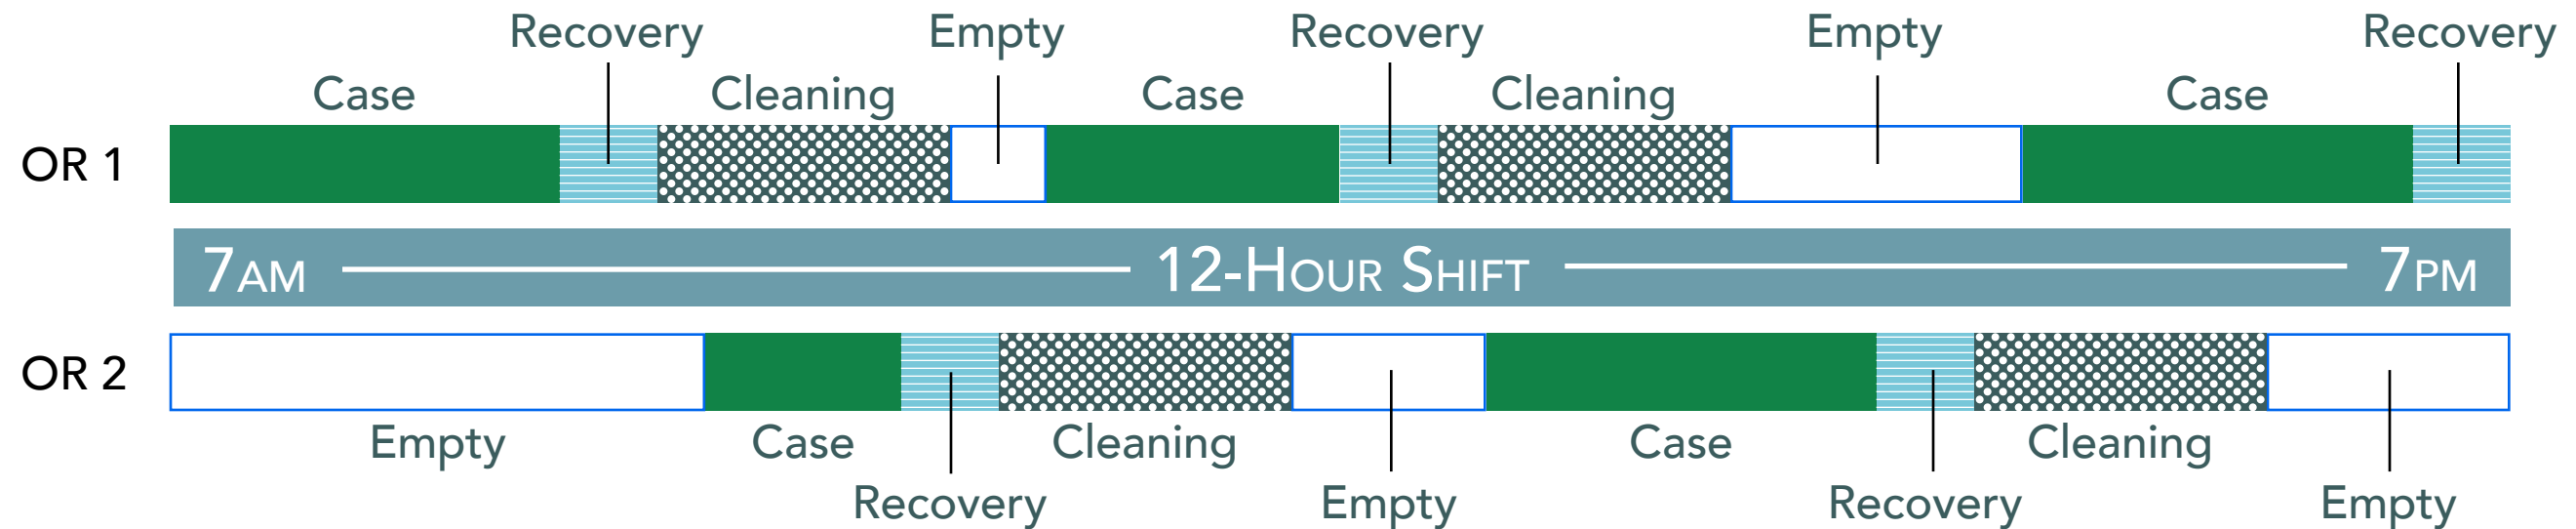 Recovery Empty Recovery Empty Recovery
Case Cleaning Case Cleaning Case
OR 1
7AM 12-HOUR SHIFT 7PM
OR 2
Empty Case Cleaning Case Cleaning
Recovery Empty Recovery Empty